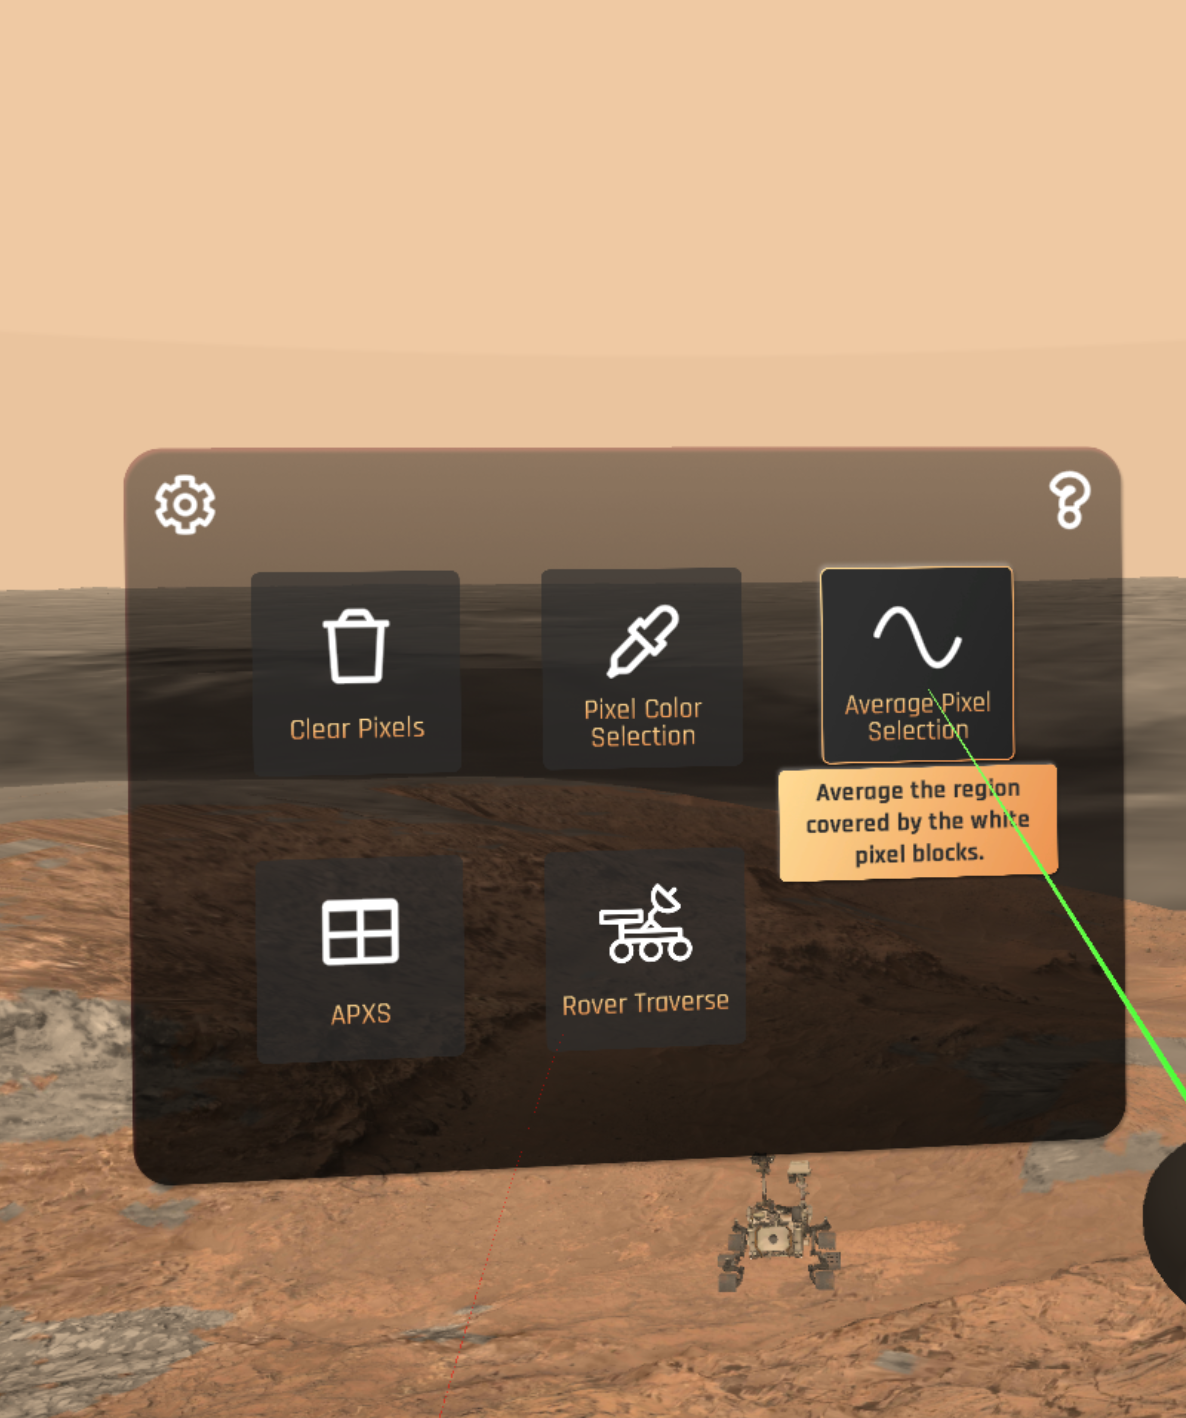 Clear Pixels
Pixel Color
Selection
Average Pixel
Selection
Average the region
covered by the white
pixel blocks.
APXS
Rover Traverse